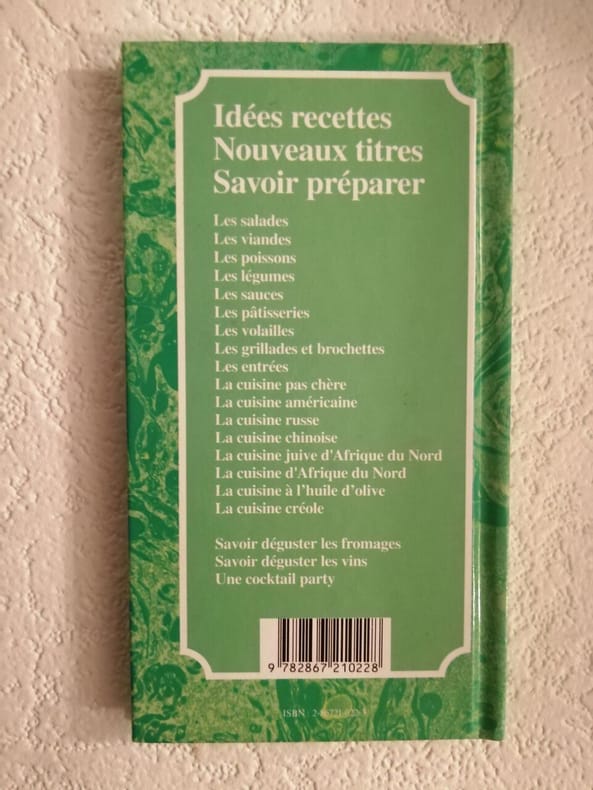 Idées recettes
Nouveaux titres
Savoir préparer
Les salades
Les viandes
Les poissons
Les légumes
Les sauces
Les pâtisseries
Les volailles
Les grillades et brochettes
Les entrées
La cuisine pas chère
La cuisine américaine
La cuisine russe
La cuisine chinoise
La cuisine juive d'Afrique du Nord
La cuisine d'Afrique du Nord
La cuisine à l'huile d'olive
La cuisine créole
Savoir déguster les fromages
Savoir déguster les vins
Une cocktail party
9 782867 210228
ISBN :